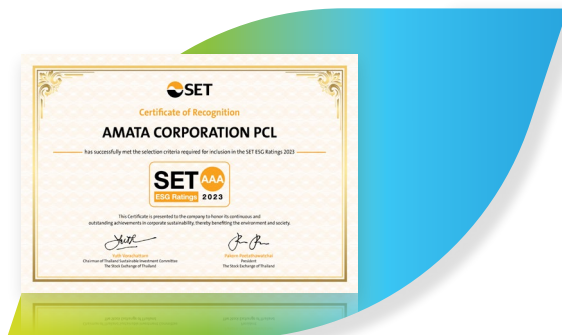 SET
Certificate of Recognition
AMATA CORPORATION PCL
has successfully met the selection criteria required for inclusion in the SET ESG Ratings 2023
SET AAA
ESG Ratings 2023
This Certificate is presented to the company to honor its continuous and
outstanding achievements in corporate sustainability, thereby benefiting the environment and society.
Chairman of Thailand Sustainable Investment Committee
President
The Stock Exchange of Thailand
The Stock Exchange of Thailand